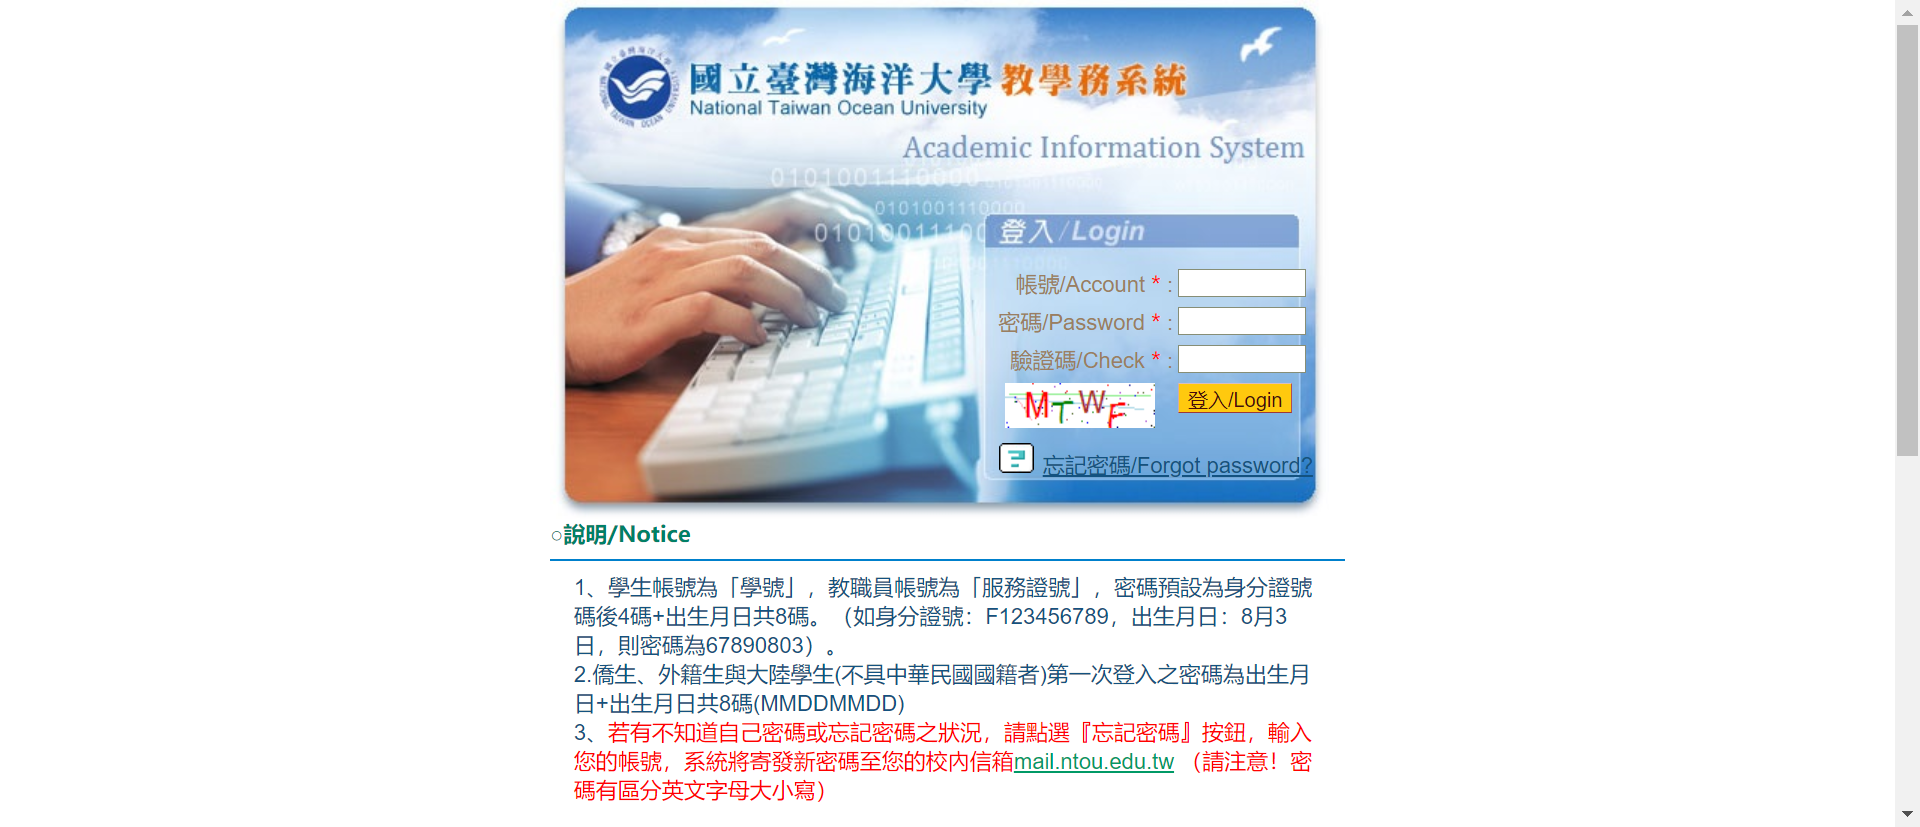 國立臺灣海洋大學 教學務系統
National Taiwan Ocean University
Academic Information System
0101001110000
0101001110000
登入/Login
帳號/Account * :
密碼/Password * :
驗證碼/Check * :
MTWF
登入/Login
忘記密碼/Forgot password?
○說明/Notice
1、學生帳號為「學號」，教職員帳號為「服務證號」，密碼預設為身分證號
碼後4碼+出生月日共8碼。（如身分證號：F123456789，出生月日：8月3
日，則密碼為67890803）。
2.僑生、外籍生與大陸學生(不具中華民國國籍者)第一次登入之密碼為出生月
日+出生月日共8碼(MMDDMMDD)
3、若有不知道自己密碼或忘記密碼之狀況，請點選『忘記密碼』按鈕，輸入
您的帳號，系統將寄發新密碼至您的校內信箱mail.ntou.edu.tw （請注意！密
碼有區分英文字母大小寫）